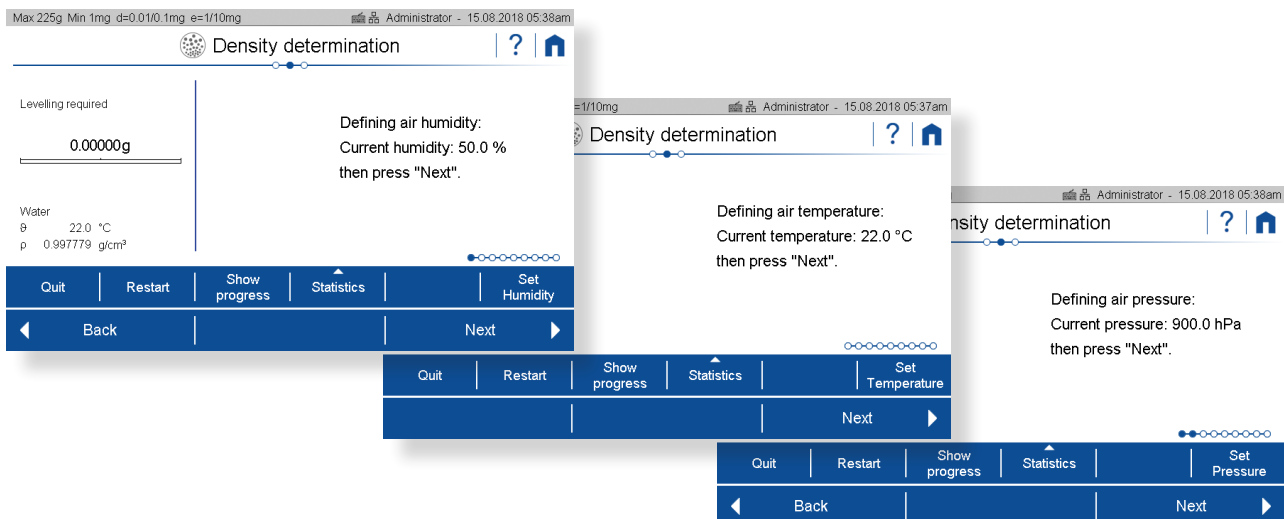 Max 225g Min 1mg d=0.01/0.1mg e=1/10mg Administrator - 15.08.2018 05:38am
Density determination ?
Levelling required
0.00000g
Water
ϑ 22.0 °C
ρ 0.997779 g/cm³
Defining air humidity:
Current humidity: 50.0 %
then press "Next".
Quit Restart Show progress Statistics Set Humidity
Back Next
=1/10mg Administrator - 15.08.2018 05:37am
Density determination ?
Defining air temperature:
Current temperature: 22.0 °C
then press "Next".
Quit Restart Show progress Statistics Set Temperature
Next
Administrator - 15.08.2018 05:38am
nsity determination ?
Defining air pressure:
Current pressure: 900.0 hPa
then press "Next".
Quit Restart Show progress Statistics Set Pressure
Back Next